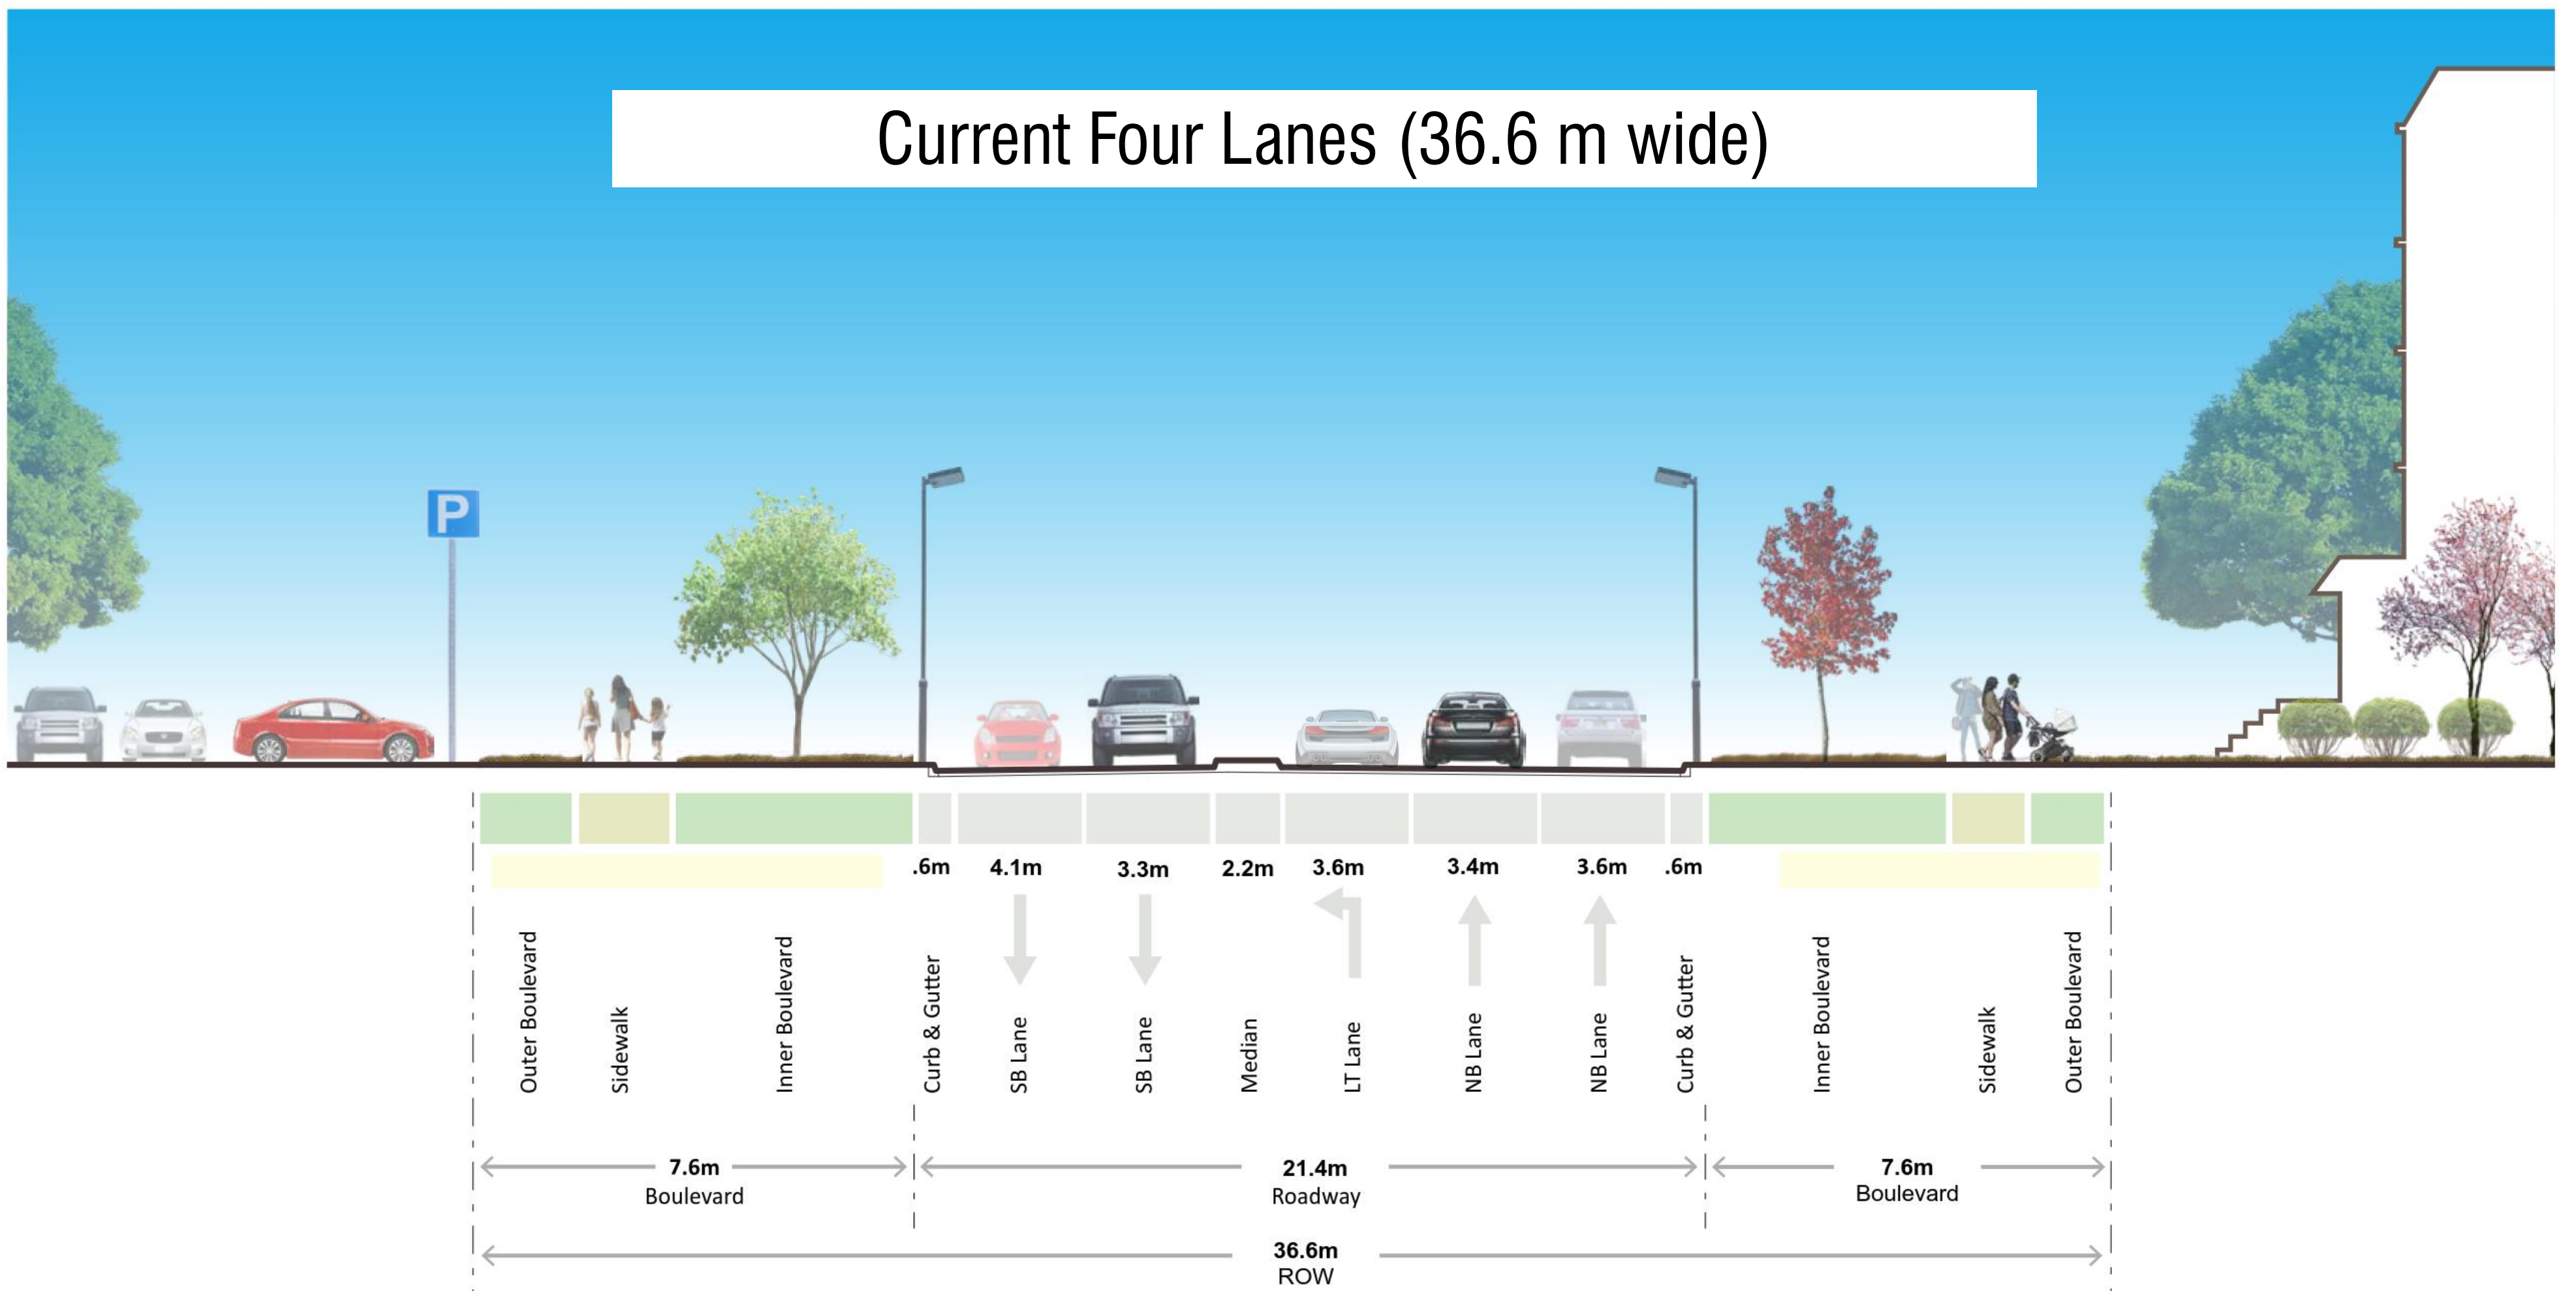 Current Four Lanes (36.6 m wide)
P
.6m 4.1m 3.3m 2.2m 3.6m 3.4m 3.6m .6m
Outer Boulevard
Sidewalk
Inner Boulevard
Curb & Gutter
SB Lane
SB Lane
Median
LT Lane
NB Lane
NB Lane
Curb & Gutter
Inner Boulevard
Sidewalk
Outer Boulevard
7.6m
Boulevard
21.4m
Roadway
7.6m
Boulevard
36.6m
ROW